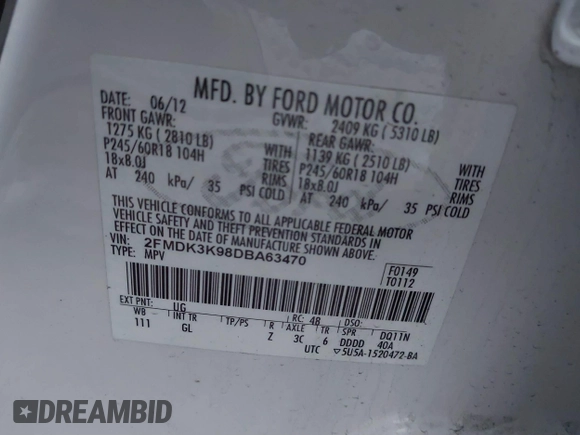 MFD. BY FORD MOTOR CO.
DATE: 06/12 GVWR: 2409 KG ( 5310 LB)
FRONT GAWR: REAR GAWR:
1275 KG ( 2810 LB) WITH 1139 KG ( 2510 LB) WITH
P245/60R18 104H TIRES P245/60R18 104H TIRES
18x8.0J RIMS 18x8.0J RIMS
AT 240 kPa/ 35 PSI COLD AT 240 kPa/ 35 PSI COLD
THIS VEHICLE CONFORMS TO ALL APPLICABLE FEDERAL MOTOR
VEHICLE SAFETY AND THEFT PREVENTION STANDARDS IN
EFFECT ON THE DATE OF MANUFACTURE SHOWN ABOVE.
VIN: 2FMDK3K98DBA63470
TYPE: MPV
F0149
T0112
EXT PNT: UG RC: 48 DSO: DQ11N
WB INT TR TP/PS R AXLE TR SPR
111 GL Z 3C 6 DDDD 40A
UTC 5U5A-1520472-BA
DREAMBID